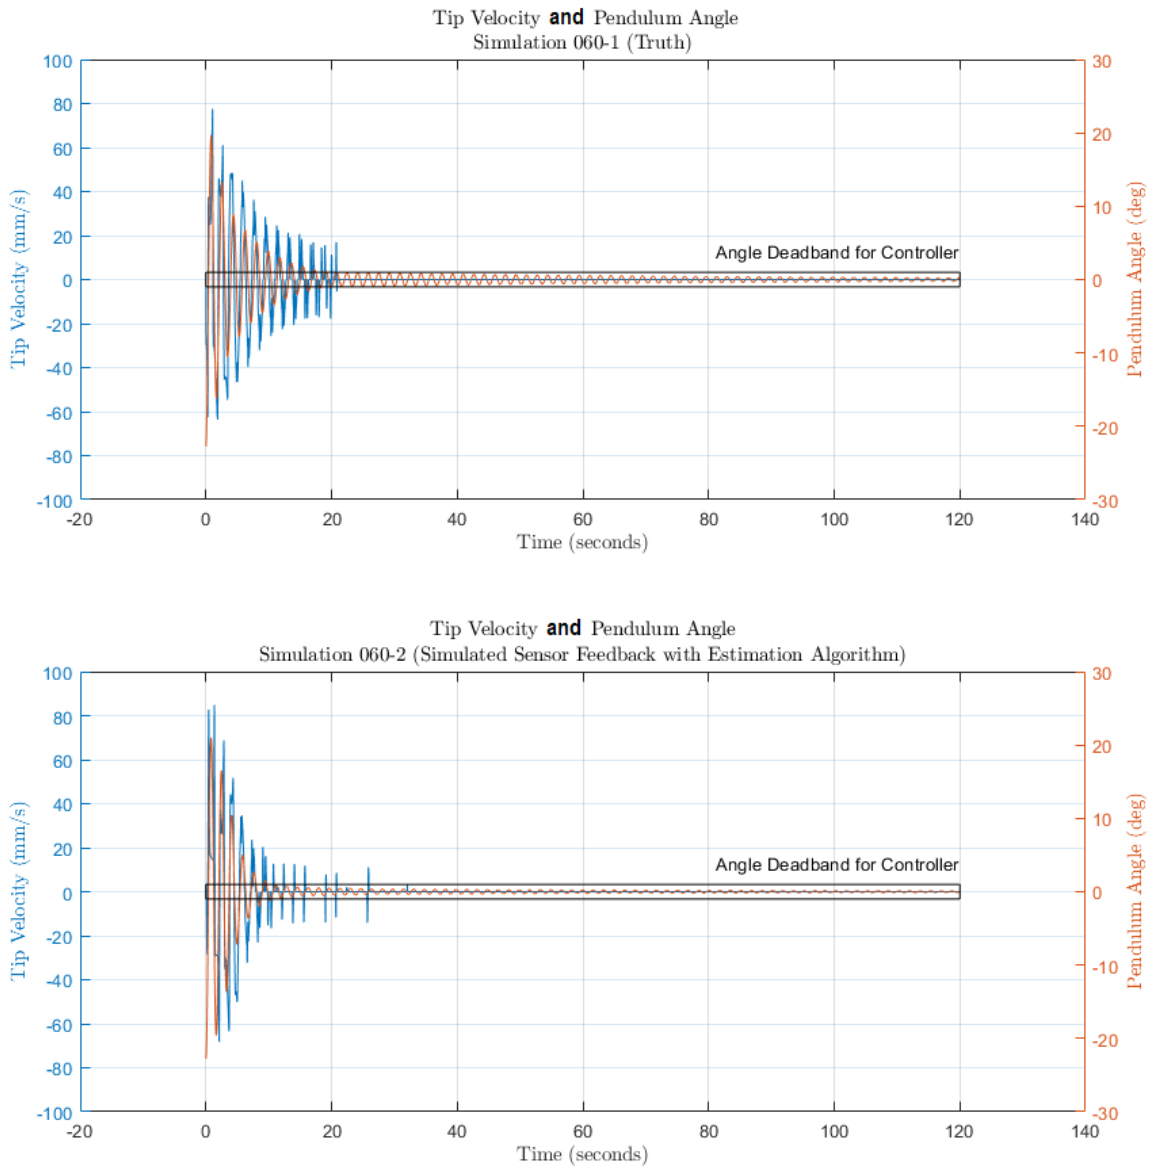 Tip Velocity and Pendulum Angle
Simulation 060-1 (Truth)
100
80
60
40
20
0
-20
-40
-60
-80
-100
Tip Velocity (mm/s)
30
20
10
0
-10
-20
-30
Pendulum Angle (deg)
Angle Deadband for Controller
-20 0 20 40 60 80 100 120 140
Time (seconds)
Tip Velocity and Pendulum Angle
Simulation 060-2 (Simulated Sensor Feedback with Estimation Algorithm)
100
80
60
40
20
0
-20
-40
-60
-80
-100
Tip Velocity (mm/s)
30
20
10
0
-10
-20
-30
Pendulum Angle (deg)
Angle Deadband for Controller
-20 0 20 40 60 80 100 120 140
Time (seconds)